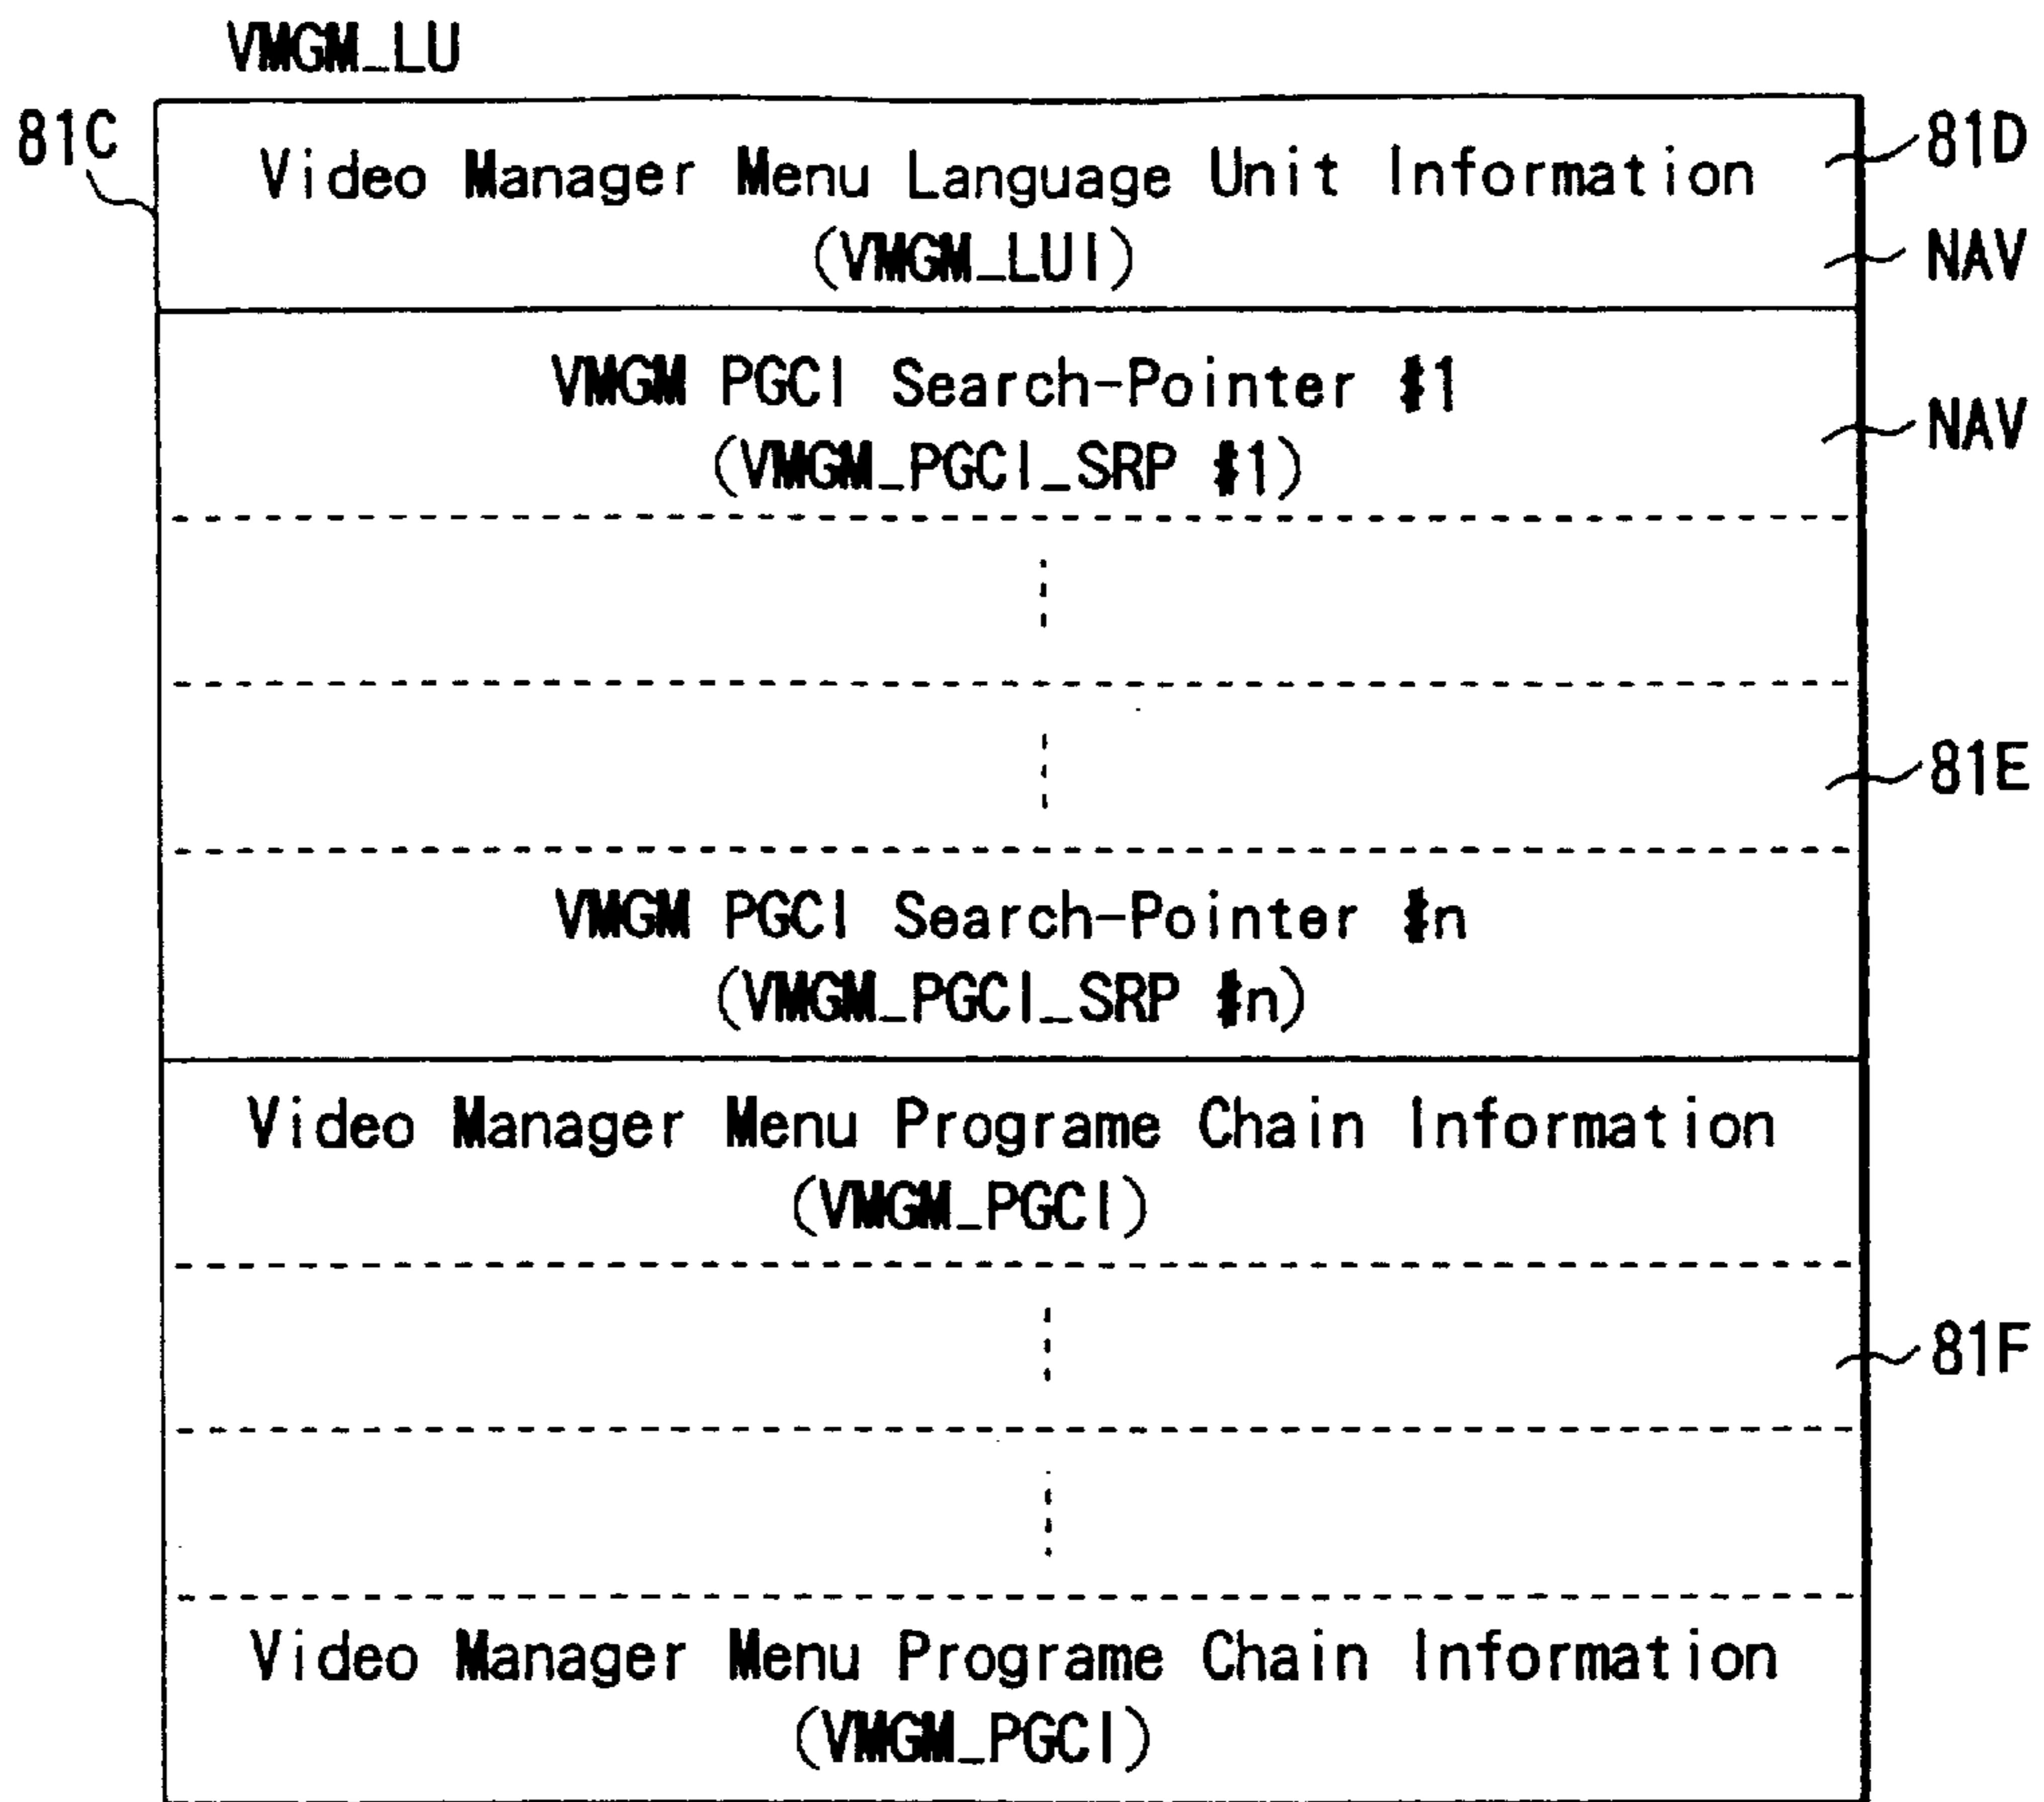 VMGM_LU
81C
Video Manager Menu Language Unit Information
81D
(VMGM_LUI)
NAV
VMGM PGCI Search-Pointer #1
NAV
(VMGM_PGCI_SRP #1)
81E
VMGM PGCI Search-Pointer #n
(VMGM_PGCI_SRP #n)
Video Manager Menu Programe Chain Information
(VMGM_PGCI)
81F
Video Manager Menu Programe Chain Information
(VMGM_PGCI)